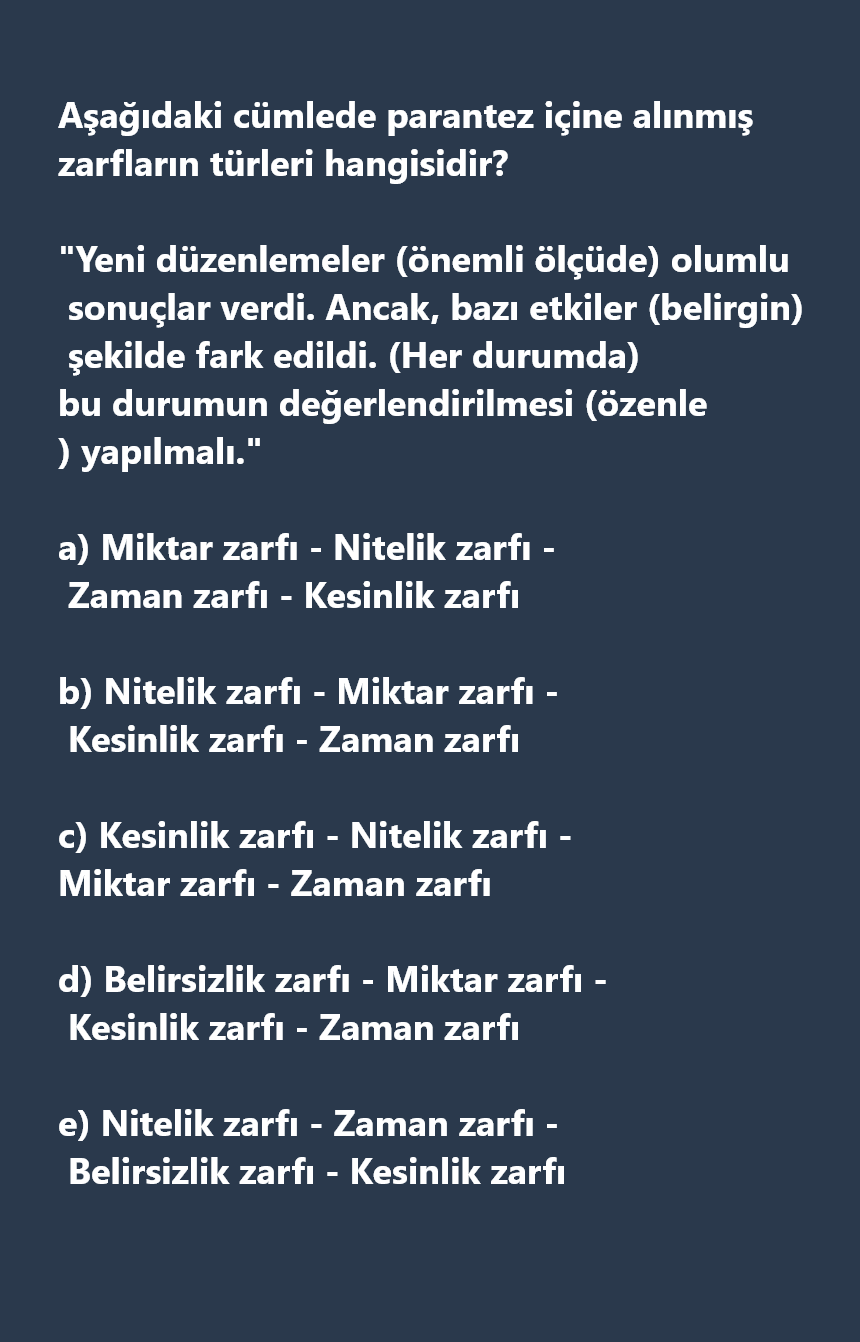 Aşağıdaki cümlede parantez içine alınmış
zarfların türleri hangisidir?
"Yeni düzenlemeler (önemli ölçüde) olumlu
sonuçlar verdi. Ancak, bazı etkiler (belirgin)
şekilde fark edildi. (Her durumda)
bu durumun değerlendirilmesi (özenle
) yapılmalı."
a) Miktar zarfı - Nitelik zarfı -
Zaman zarfı - Kesinlik zarfı
b) Nitelik zarfı - Miktar zarfı -
Kesinlik zarfı - Zaman zarfı
c) Kesinlik zarfı - Nitelik zarfı -
Miktar zarfı - Zaman zarfı
d) Belirsizlik zarfı - Miktar zarfı -
Kesinlik zarfı - Zaman zarfı
e) Nitelik zarfı - Zaman zarfı -
Belirsizlik zarfı - Kesinlik zarfı